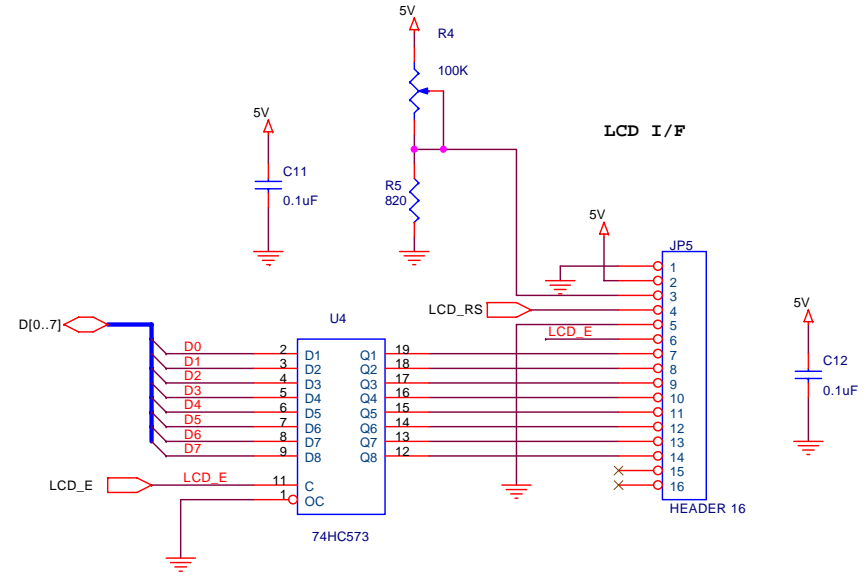 5V
R4
100K
LCD I/F
5V
C11
0.1uF
R5
820
5V
JP5
1
2
3
4
5
6
7
8
9
10
11
12
13
14
15
16
HEADER 16
LCD_RS
LCD_E
5V
C12
0.1uF
D[0..7]
U4
D0 2 D1 Q1 19
D1 3 D2 Q2 18
D2 4 D3 Q3 17
D3 5 D4 Q4 16
D4 6 D5 Q5 15
D5 7 D6 Q6 14
D6 8 D7 Q7 13
D7 9 D8 Q8 12
LCD_E LCD_E 11 C
1 OC
74HC573